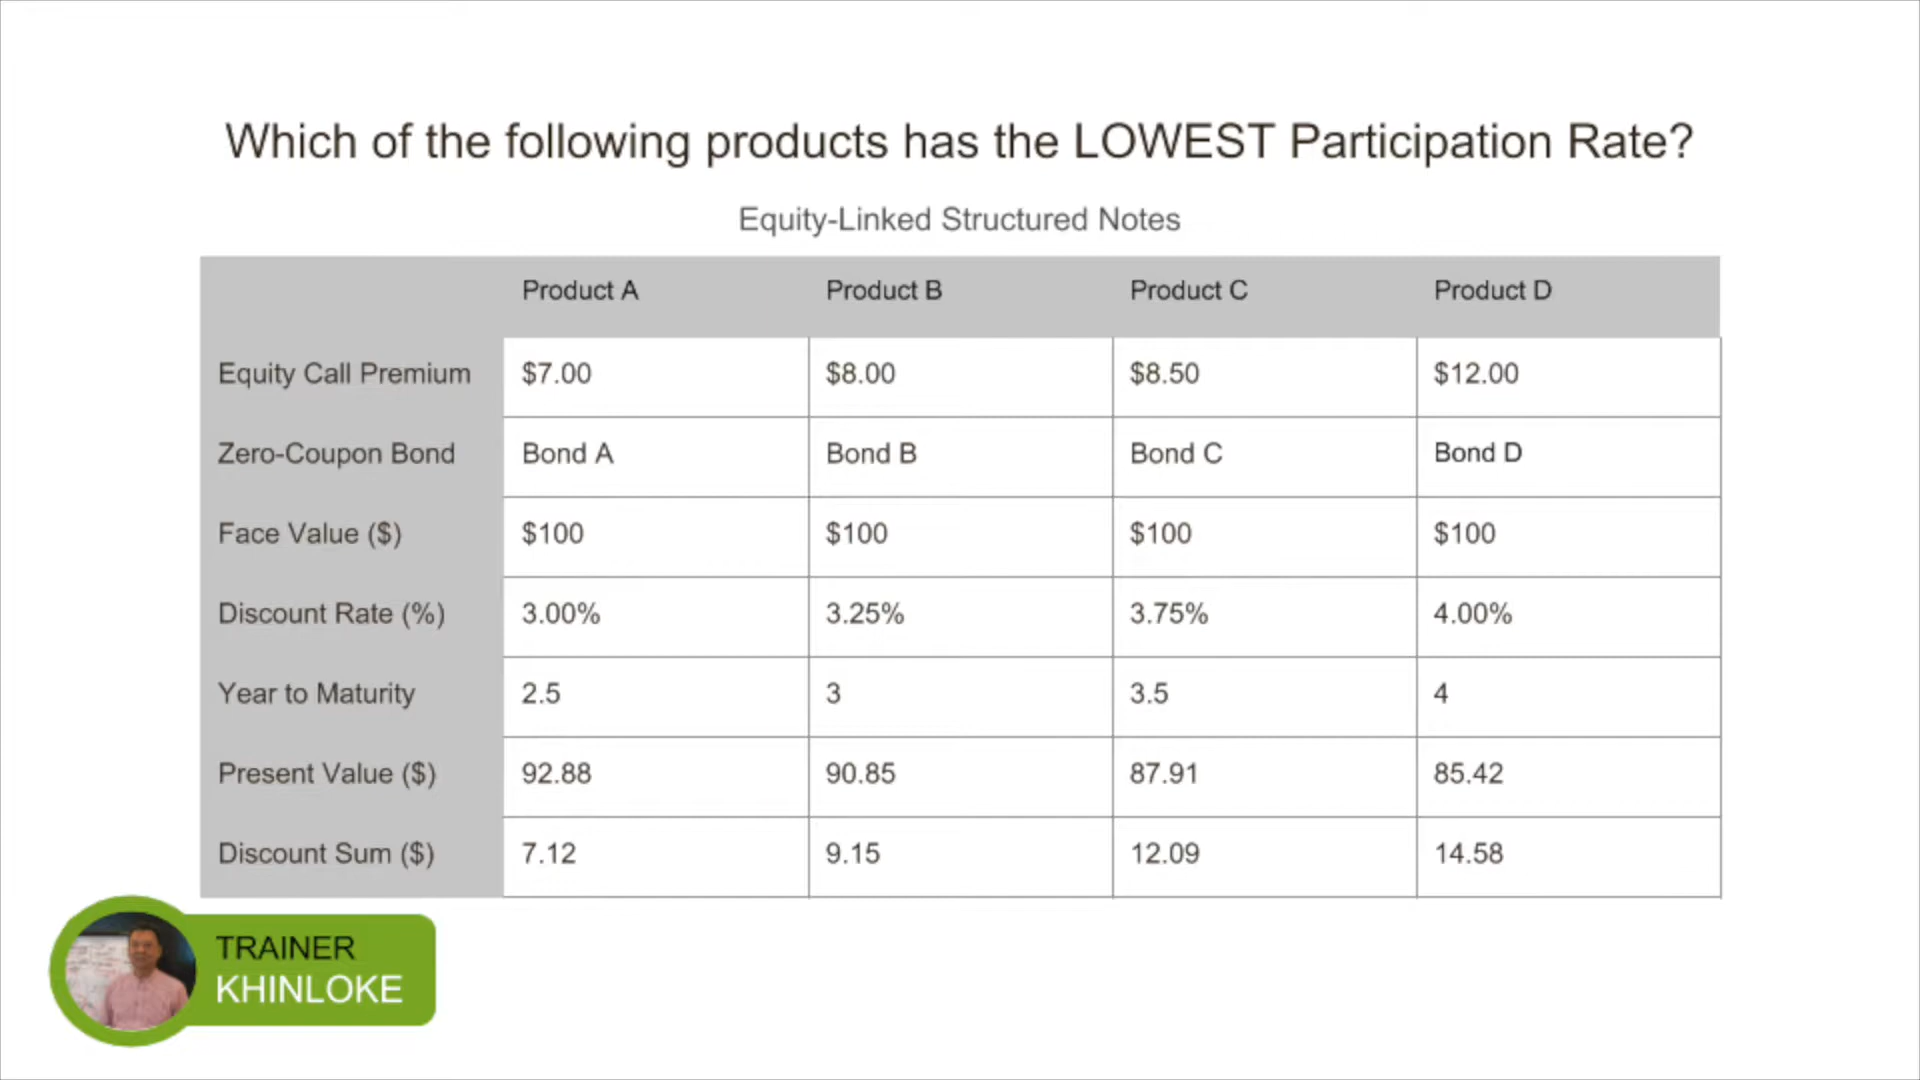 Which of the following products has the LOWEST Participation Rate?
Equity-Linked Structured Notes
Product A Product B Product C Product D
Equity Call Premium $7.00 $8.00 $8.50 $12.00
Zero-Coupon Bond Bond A Bond B Bond C Bond D
Face Value ($) $100 $100 $100 $100
Discount Rate (%) 3.00% 3.25% 3.75% 4.00%
Year to Maturity 2.5 3 3.5 4
Present Value ($) 92.88 90.85 87.91 85.42
Discount Sum ($) 7.12 9.15 12.09 14.58
TRAINER
KHINLOKE